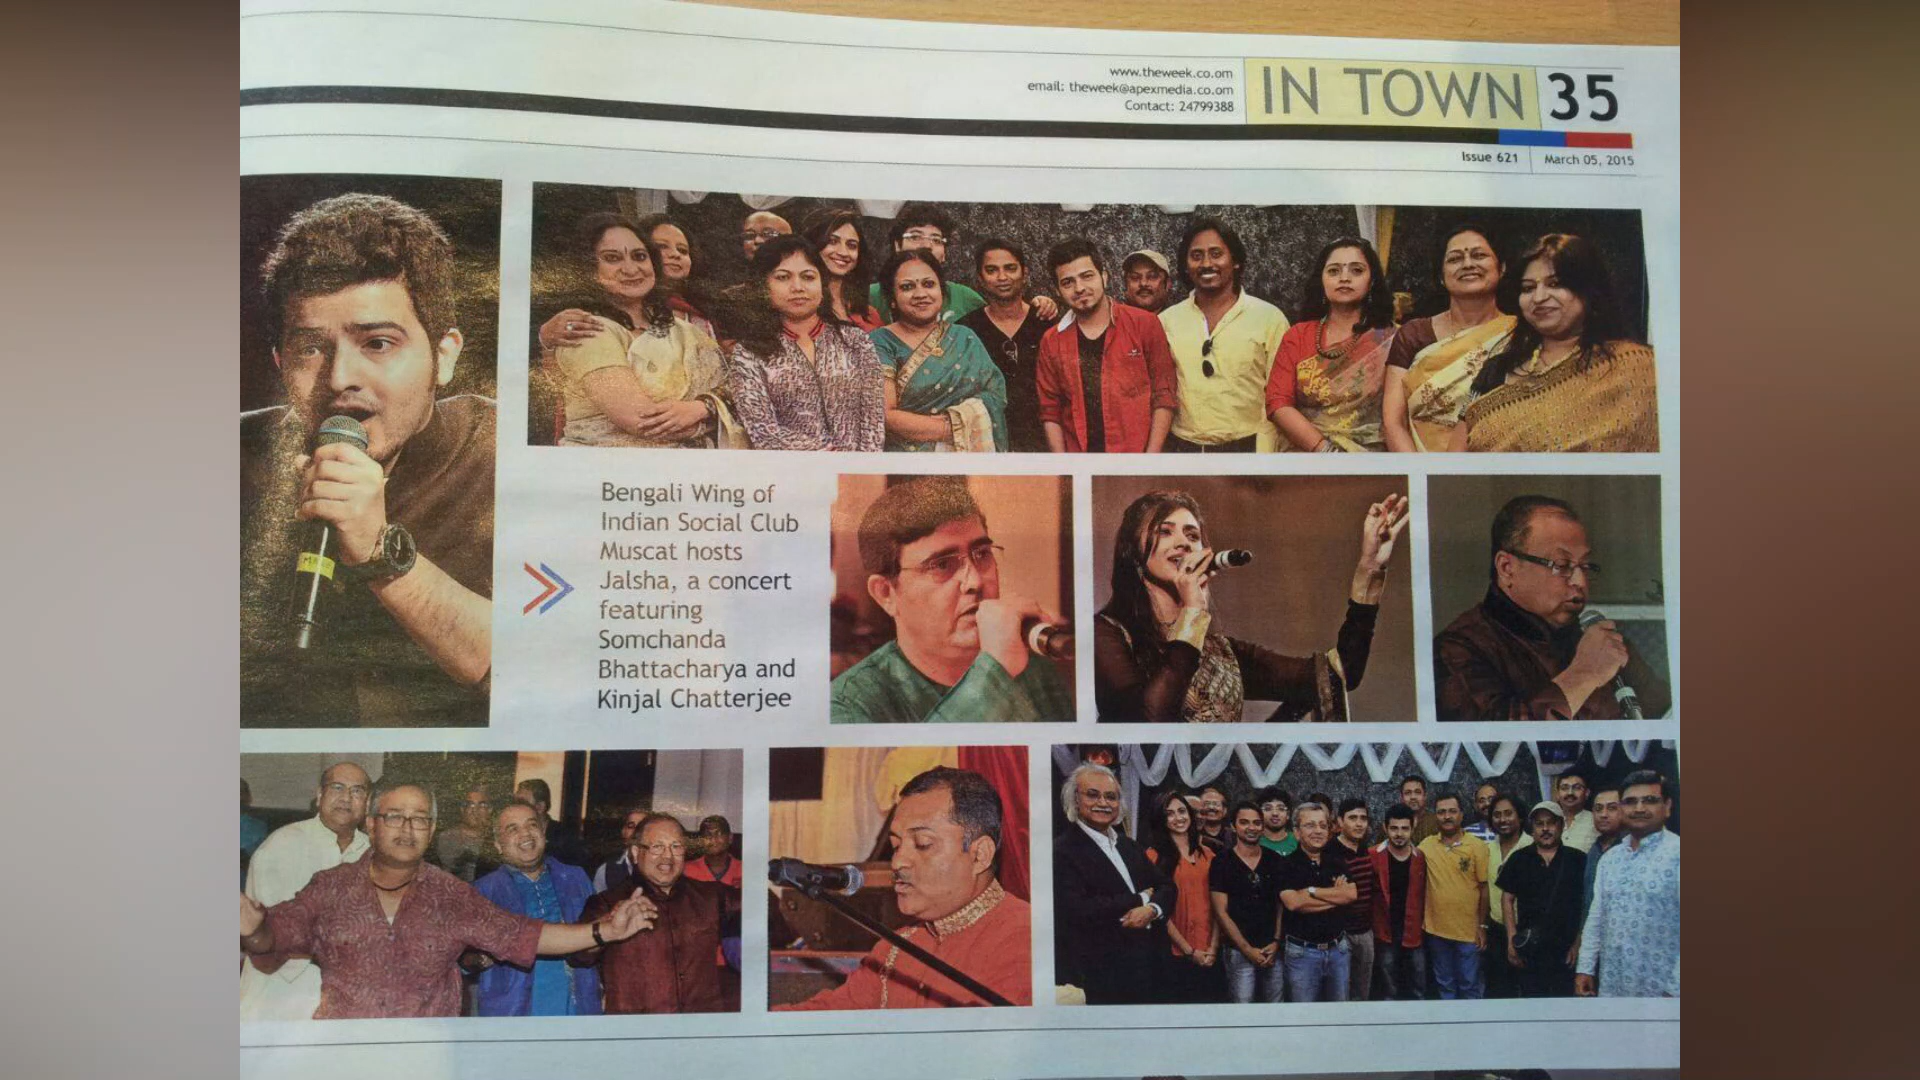 www.theweek.co.om
email: theweek@apexmedia.co.om
Contact: 24799388
IN TOWN
35
Issue 621
March 05, 2015
Bengali Wing of
Indian Social Club
Muscat hosts
Jalsha, a concert
featuring
Somchanda
Bhattacharya and
Kinjal Chatterjee